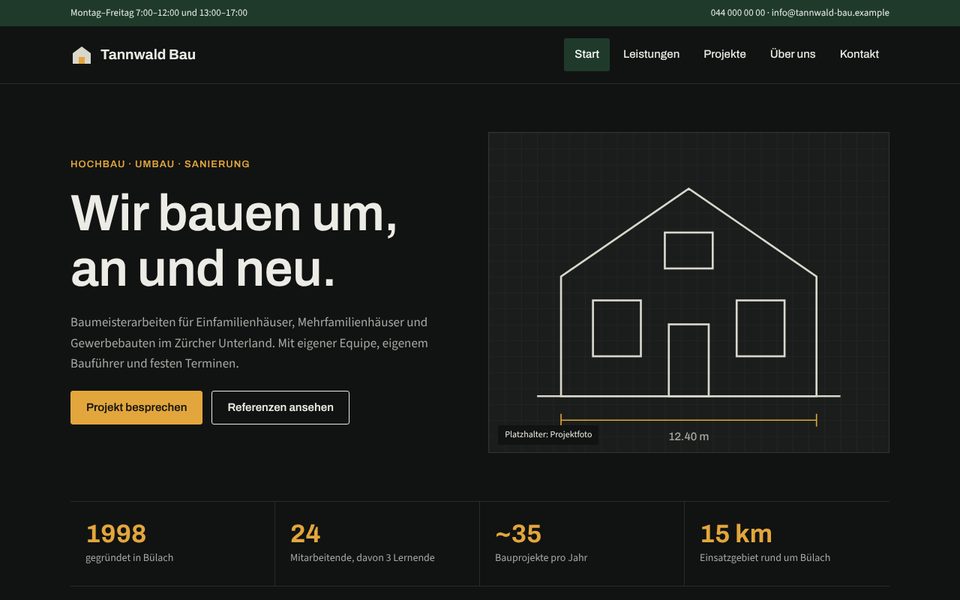 Montag–Freitag 7:00–12:00 und 13:00–17:00
044 000 00 00 · info@tannwald-bau.example
Tannwald Bau
Start
Leistungen
Projekte
Über uns
Kontakt
HOCHBAU · UMBAU · SANIERUNG
Wir bauen um,
an und neu.
Baumeisterarbeiten für Einfamilienhäuser, Mehrfamilienhäuser und
Gewerbebauten im Zürcher Unterland. Mit eigener Equipe, eigenem
Bauführer und festen Terminen.
Projekt besprechen
Referenzen ansehen
Platzhalter: Projektfoto
12.40 m
1998
gegründet in Bülach
24
Mitarbeitende, davon 3 Lernende
~35
Bauprojekte pro Jahr
15 km
Einsatzgebiet rund um Bülach